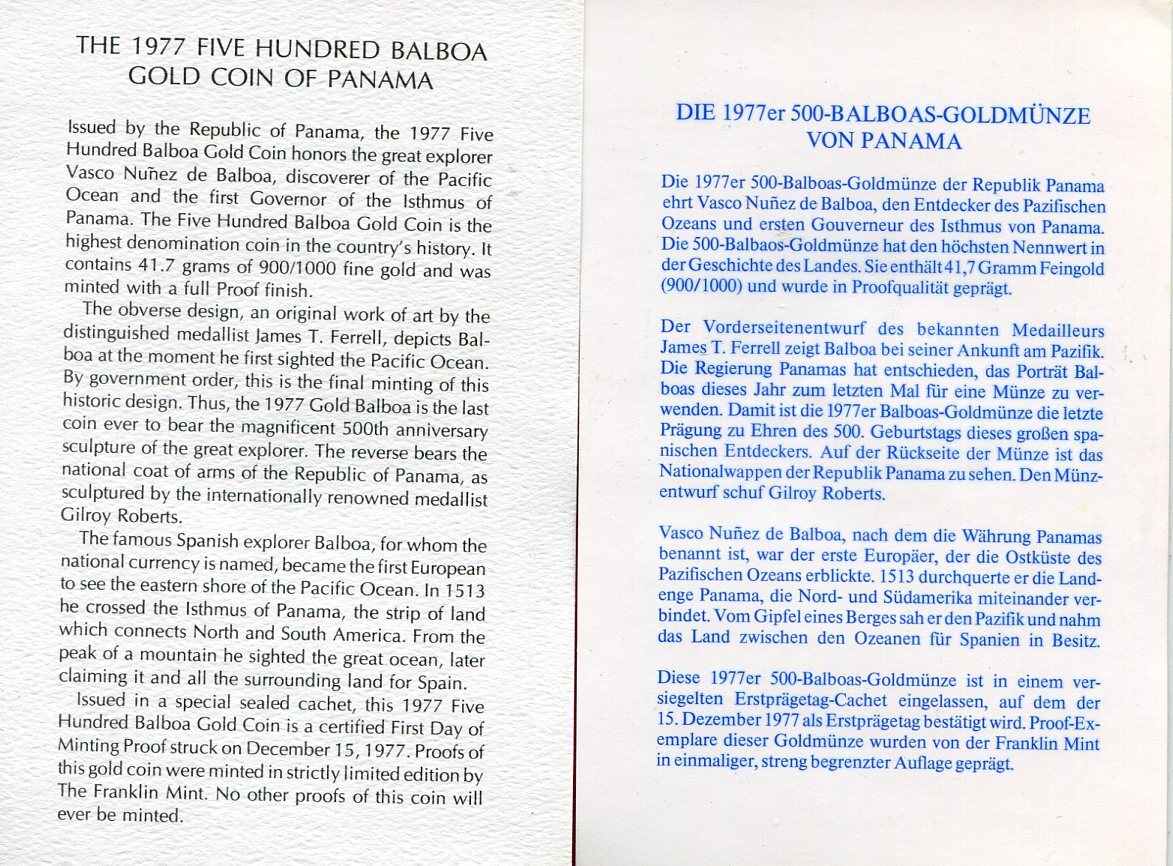 THE 1977 FIVE HUNDRED BALBOA
GOLD COIN OF PANAMA
Issued by the Republic of Panama, the 1977 Five
Hundred Balboa Gold Coin honors the great explorer
Vasco Nuñez de Balboa, discoverer of the Pacific
Ocean and the first Governor of the Isthmus of
Panama. The Five Hundred Balboa Gold Coin is the
highest denomination coin in the country's history. It
contains 41.7 grams of 900/1000 fine gold and was
minted with a full Proof finish.
The obverse design, an original work of art by the
distinguished medallist James T. Ferrell, depicts Bal-
boa at the moment he first sighted the Pacific Ocean.
By government order, this is the final minting of this
historic design. Thus, the 1977 Gold Balboa is the last
coin ever to bear the magnificent 500th anniversary
sculpture of the great explorer. The reverse bears the
national coat of arms of the Republic of Panama, as
sculptured by the internationally renowned medallist
Gilroy Roberts.
The famous Spanish explorer Balboa, for whom the
national currency is named, became the first European
to see the eastern shore of the Pacific Ocean. In 1513
he crossed the Isthmus of Panama, the strip of land
which connects North and South America. From the
peak of a mountain he sighted the great ocean, later
claiming it and all the surrounding land for Spain.
Issued in a special sealed cachet, this 1977 Five
Hundred Balboa Gold Coin is a certified First Day of
Minting Proof struck on December 15, 1977. Proofs of
this gold coin were minted in strictly limited edition by
The Franklin Mint. No other proofs of this coin will
ever be minted.
DIE 1977er 500-BALBOAS-GOLDMÜNZE
VON PANAMA
Die 1977er 500-Balboas-Goldmünze der Republik Panama
ehrt Vasco Nuñez de Balboa, den Entdecker des Pazifischen
Ozeans und ersten Gouverneur des Isthmus von Panama.
Die 500-Balbaos-Goldmünze hat den höchsten Nennwert in
der Geschichte des Landes. Sie enthält 41,7 Gramm Feingold
(900/1000) und wurde in Proofqualität geprägt.
Der Vorderseitenentwurf des bekannten Medailleurs
James T. Ferrell zeigt Balboa bei seiner Ankunft am Pazifik.
Die Regierung Panamas hat entschieden, das Porträt Bal-
boas dieses Jahr zum letzten Mal für eine Münze zu ver-
wenden. Damit ist die 1977er Balboas-Goldmünze die letzte
Prägung zu Ehren des 500. Geburtstags dieses großen spa-
nischen Entdeckers. Auf der Rückseite der Münze ist das
Nationalwappen der Republik Panama zu sehen. Den Münz-
entwurf schuf Gilroy Roberts.
Vasco Nuñez de Balboa, nach dem die Währung Panamas
benannt ist, war der erste Europäer, der die Ostküste des
Pazifischen Ozeans erblickte. 1513 durchquerte er die Land-
enge Panama, die Nord- und Südamerika miteinander ver-
bindet. Vom Gipfel eines Berges sah er den Pazifik und nahm
das Land zwischen den Ozeanen für Spanien in Besitz.
Diese 1977er 500-Balboas-Goldmünze ist in einem ver-
siegelten Erstprägetag-Cachet eingelassen, auf dem der
15. Dezember 1977 als Erstprägetag bestätigt wird. Proof-Ex-
emplare dieser Goldmünze wurden von der Franklin Mint
in einmaliger, streng begrenzter Auflage geprägt.